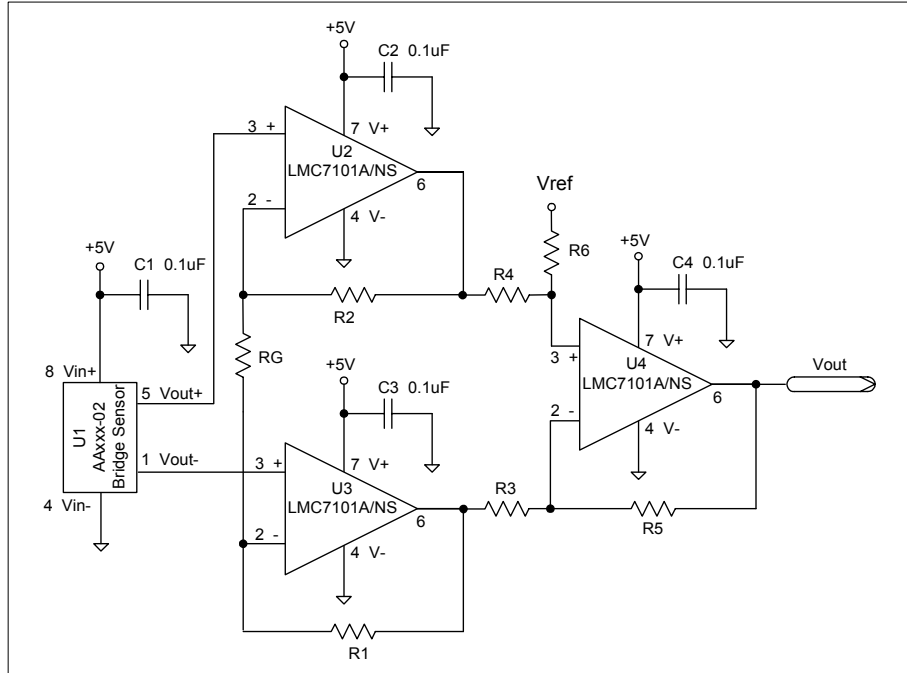 +5V
C2 0.1uF
3 +
7 V+
U2
LMC7101A/NS
6
2 -
4 V-
Vref
R6
+5V
C1 0.1uF
R2
R4
+5V
C4 0.1uF
RG
3 +
7 V+
U4
LMC7101A/NS
6
2 -
4 V-
Vout
8 Vin+
5 Vout+
U1
AAxxx-02
Bridge Sensor
1 Vout-
4 Vin-
+5V
C3 0.1uF
3 +
7 V+
U3
LMC7101A/NS
6
2 -
4 V-
R3
R5
R1